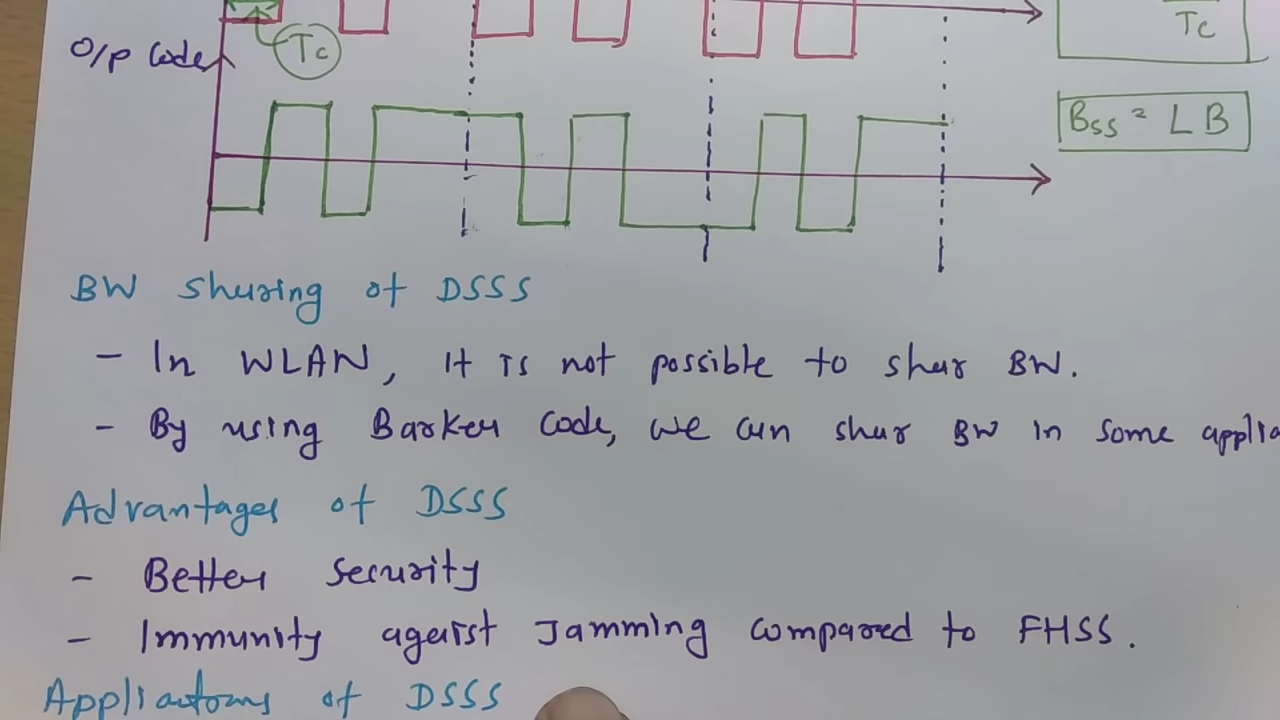 Tc
Tc
O/p Code
Bss = LB
BW Sharing of DSSS
- In WLAN, it is not possible to shar BW.
- By using Barker Code, we can shar BW in some applica
Advantages of DSSS
- Better security
- Immunity against Jamming compared to FHSS.
Applications of DSSS